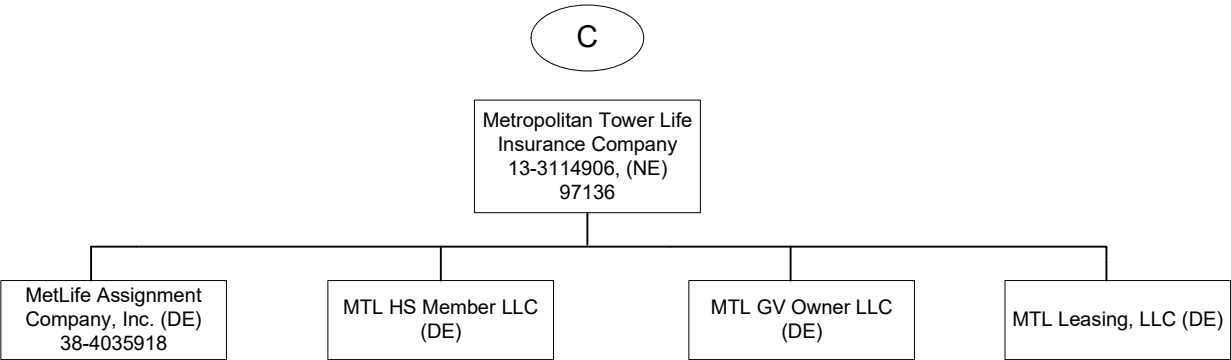 C
Metropolitan Tower Life
Insurance Company
13-3114906, (NE)
97136
MetLife Assignment
Company, Inc. (DE)
38-4035918
MTL HS Member LLC
(DE)
MTL GV Owner LLC
(DE)
MTL Leasing, LLC (DE)